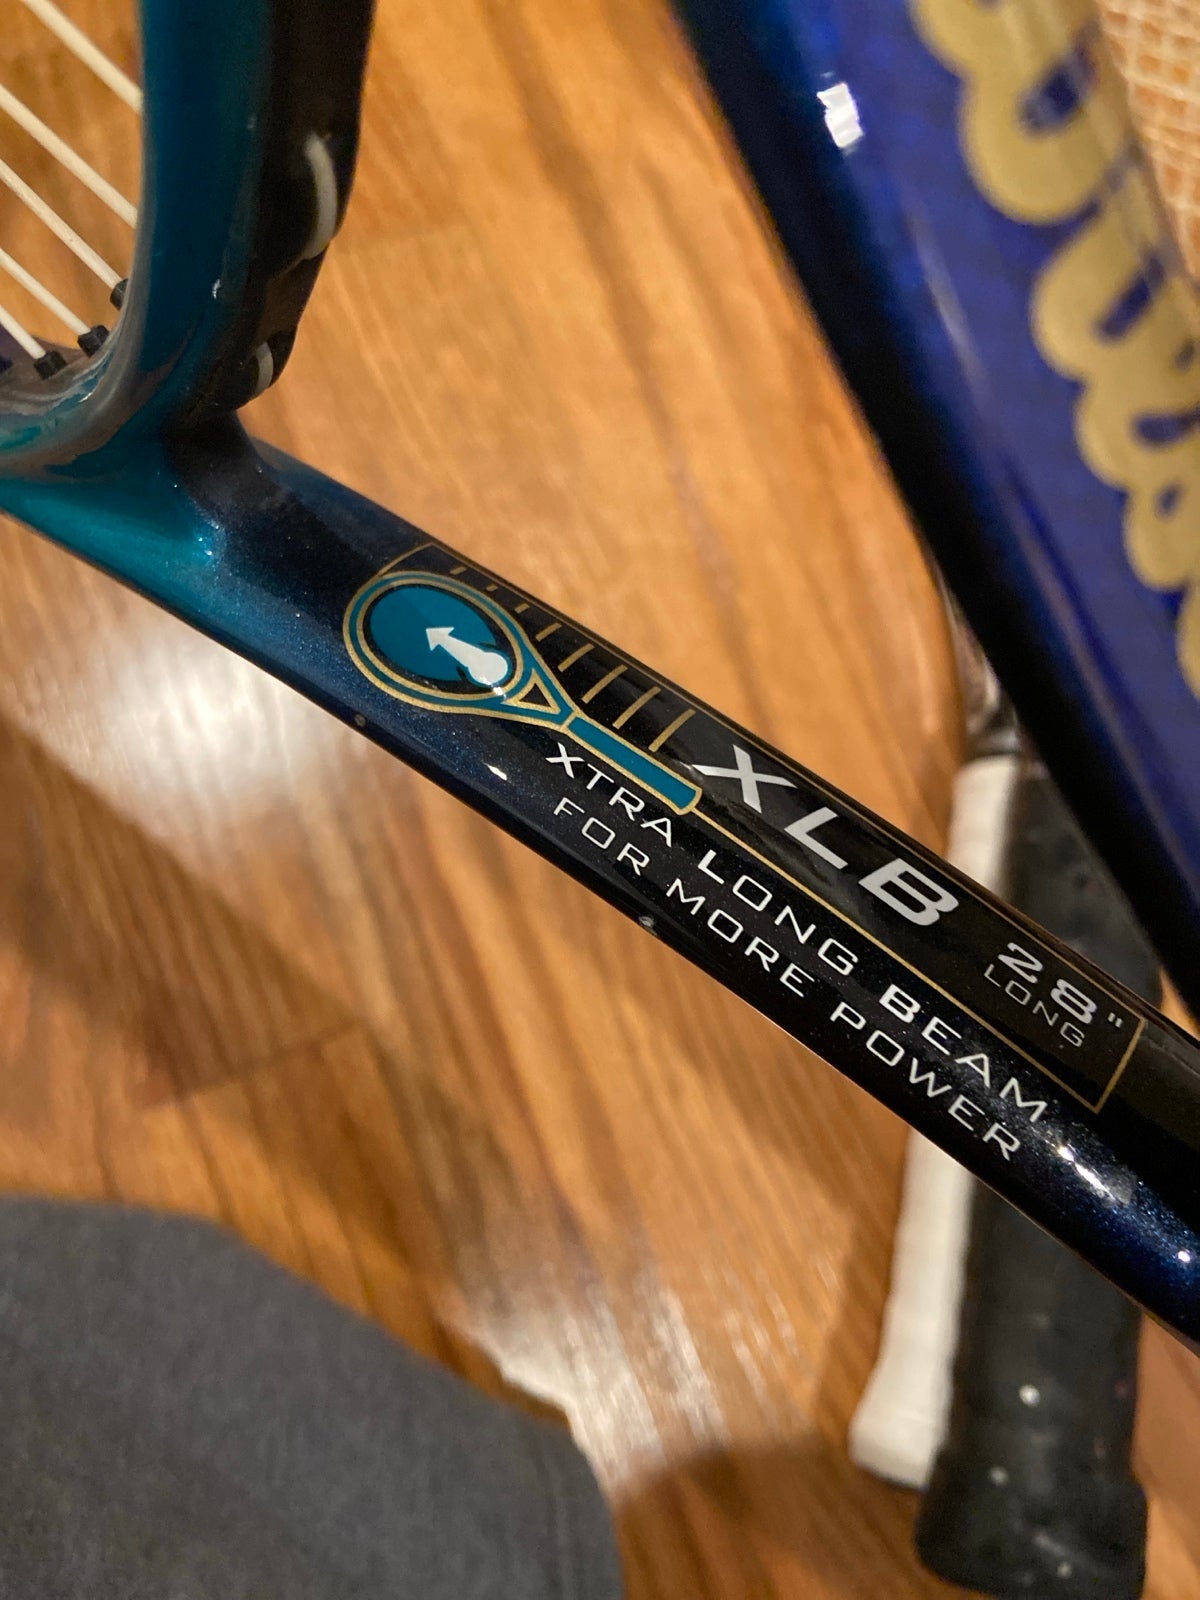 XLB
28"
LONG
XTRA LONG BEAM
FOR MORE POWER